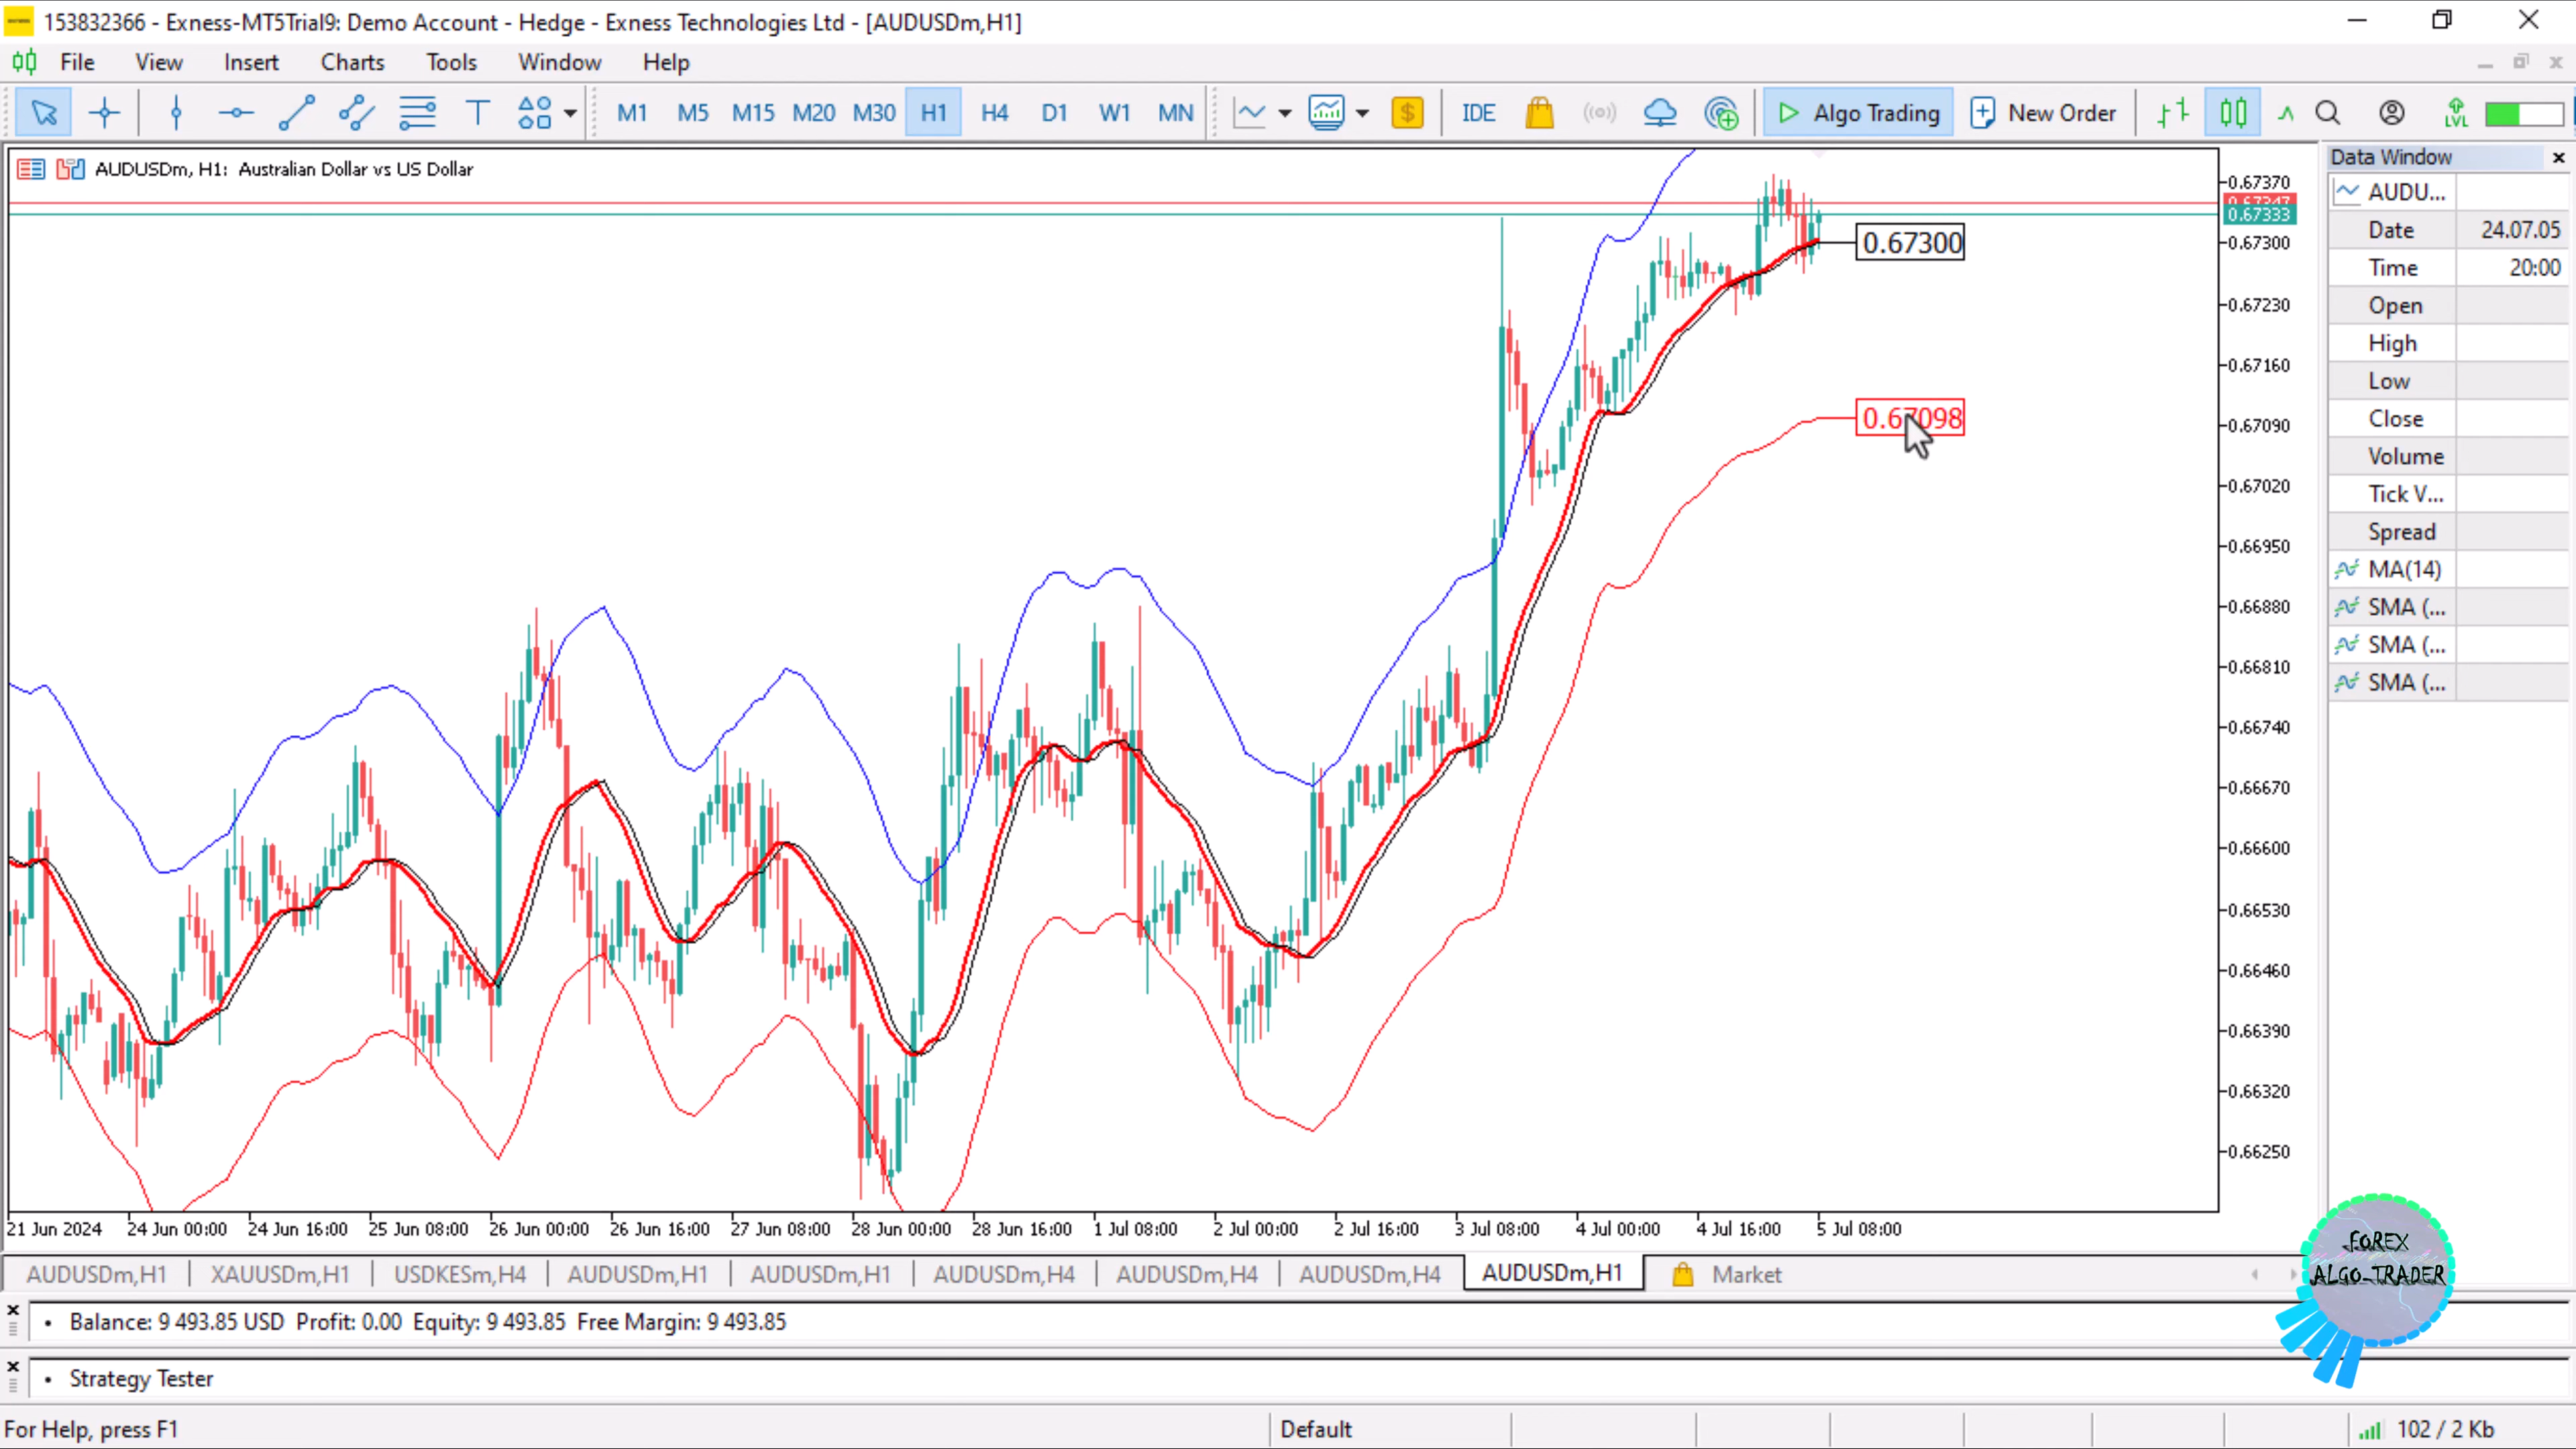 153832366 - Exness-MT5Trial9: Demo Account - Hedge - Exness Technologies Ltd - [AUDUSDm,H1]
File View Insert Charts Tools Window Help
M1 M5 M15 M20 M30 H1 H4 D1 W1 MN IDE $ Algo Trading New Order LVL
AUDUSDm, H1: Australian Dollar vs US Dollar
0.67370
0.67347
0.67333
0.67300
0.67230
0.67160
0.67090
0.67020
0.66950
0.66880
0.66810
0.66740
0.66670
0.66600
0.66530
0.66460
0.66390
0.66320
0.66250
0.67300
0.67098
21 Jun 2024 24 Jun 00:00 24 Jun 16:00 25 Jun 08:00 26 Jun 00:00 26 Jun 16:00 27 Jun 08:00 28 Jun 00:00 28 Jun 16:00 1 Jul 08:00 2 Jul 00:00 2 Jul 16:00 3 Jul 08:00 4 Jul 00:00 4 Jul 16:00 5 Jul 08:00
Data Window
AUDU...
Date 24.07.05
Time 20:00
Open
High
Low
Close
Volume
Tick V...
Spread
MA(14)
SMA (...
SMA (...
SMA (...
AUDUSDm,H1 XAUUSDm,H1 USDKESm,H4 AUDUSDm,H1 AUDUSDm,H1 AUDUSDm,H4 AUDUSDm,H4 AUDUSDm,H4 AUDUSDm,H1 Market
FOREX
ALGO-TRADER
Balance: 9 493.85 USD Profit: 0.00 Equity: 9 493.85 Free Margin: 9 493.85
Strategy Tester
For Help, press F1 Default 102 / 2 Kb